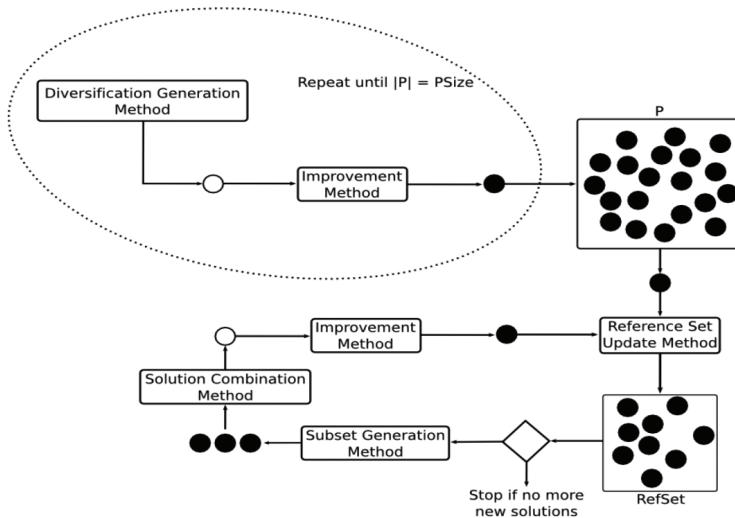 Diversification Generation
Method
Repeat until |P| = PSize
P
Improvement
Method
Improvement
Method
Reference Set
Update Method
Solution Combination
Method
Subset Generation
Method
Stop if no more
new solutions
RefSet